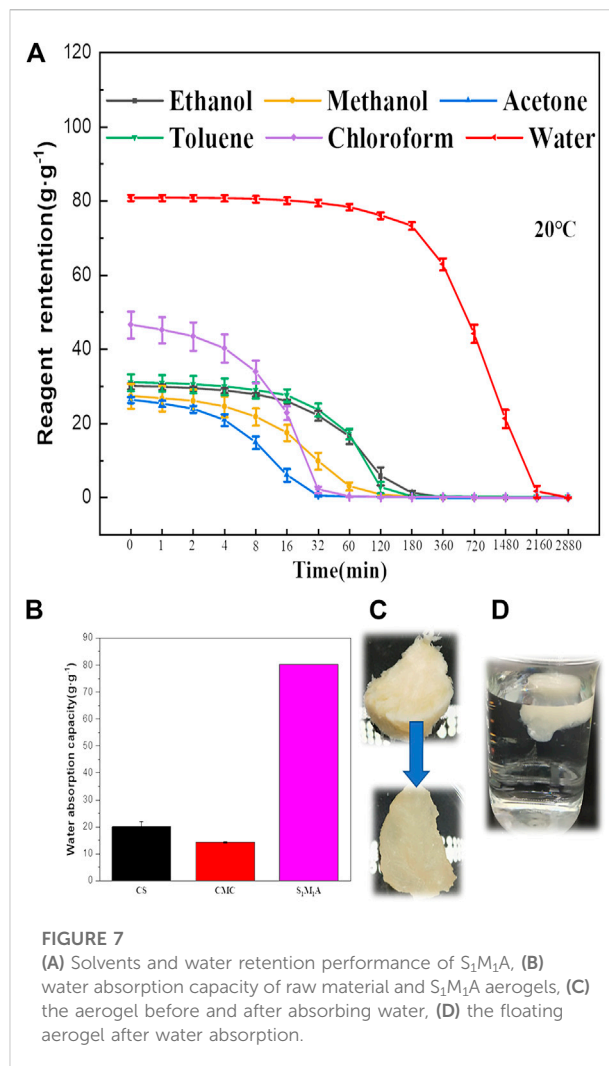 A
Ethanol Methanol Acetone
Toluene Chloroform Water
120
100
80
60
40
20
0
20°C
Reagent rentention(g·g⁻¹)
0 1 2 4 8 16 32 60 120 180 360 720 1480 2160 2880
Time(min)
B
90
80
70
60
50
40
30
20
10
0
Water absorption capacity(g·g⁻¹)
CS CMC S₁M₁A
C
D
FIGURE 7
(A) Solvents and water retention performance of S₁M₁A, (B)
water absorption capacity of raw material and S₁M₁A aerogels, (C)
the aerogel before and after absorbing water, (D) the floating
aerogel after water absorption.